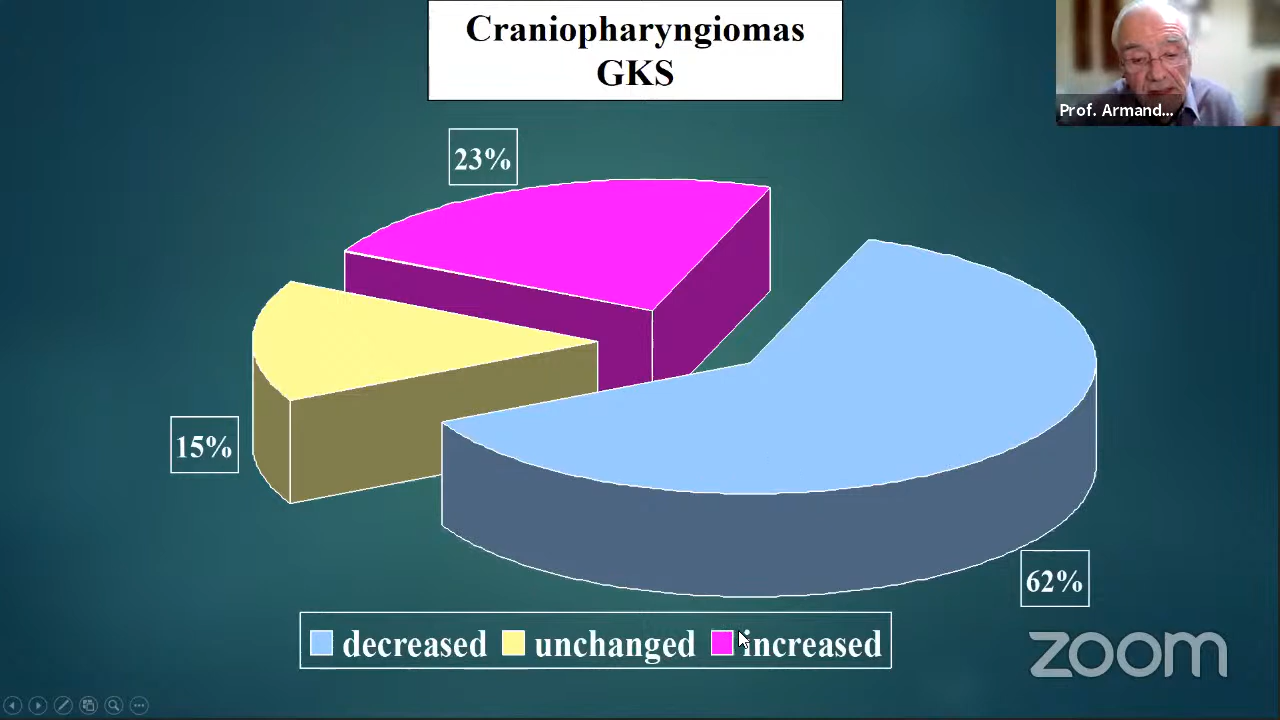 Craniopharyngiomas
GKS
Prof. Armand...
23%
15%
62%
decreased unchanged increased
zoom